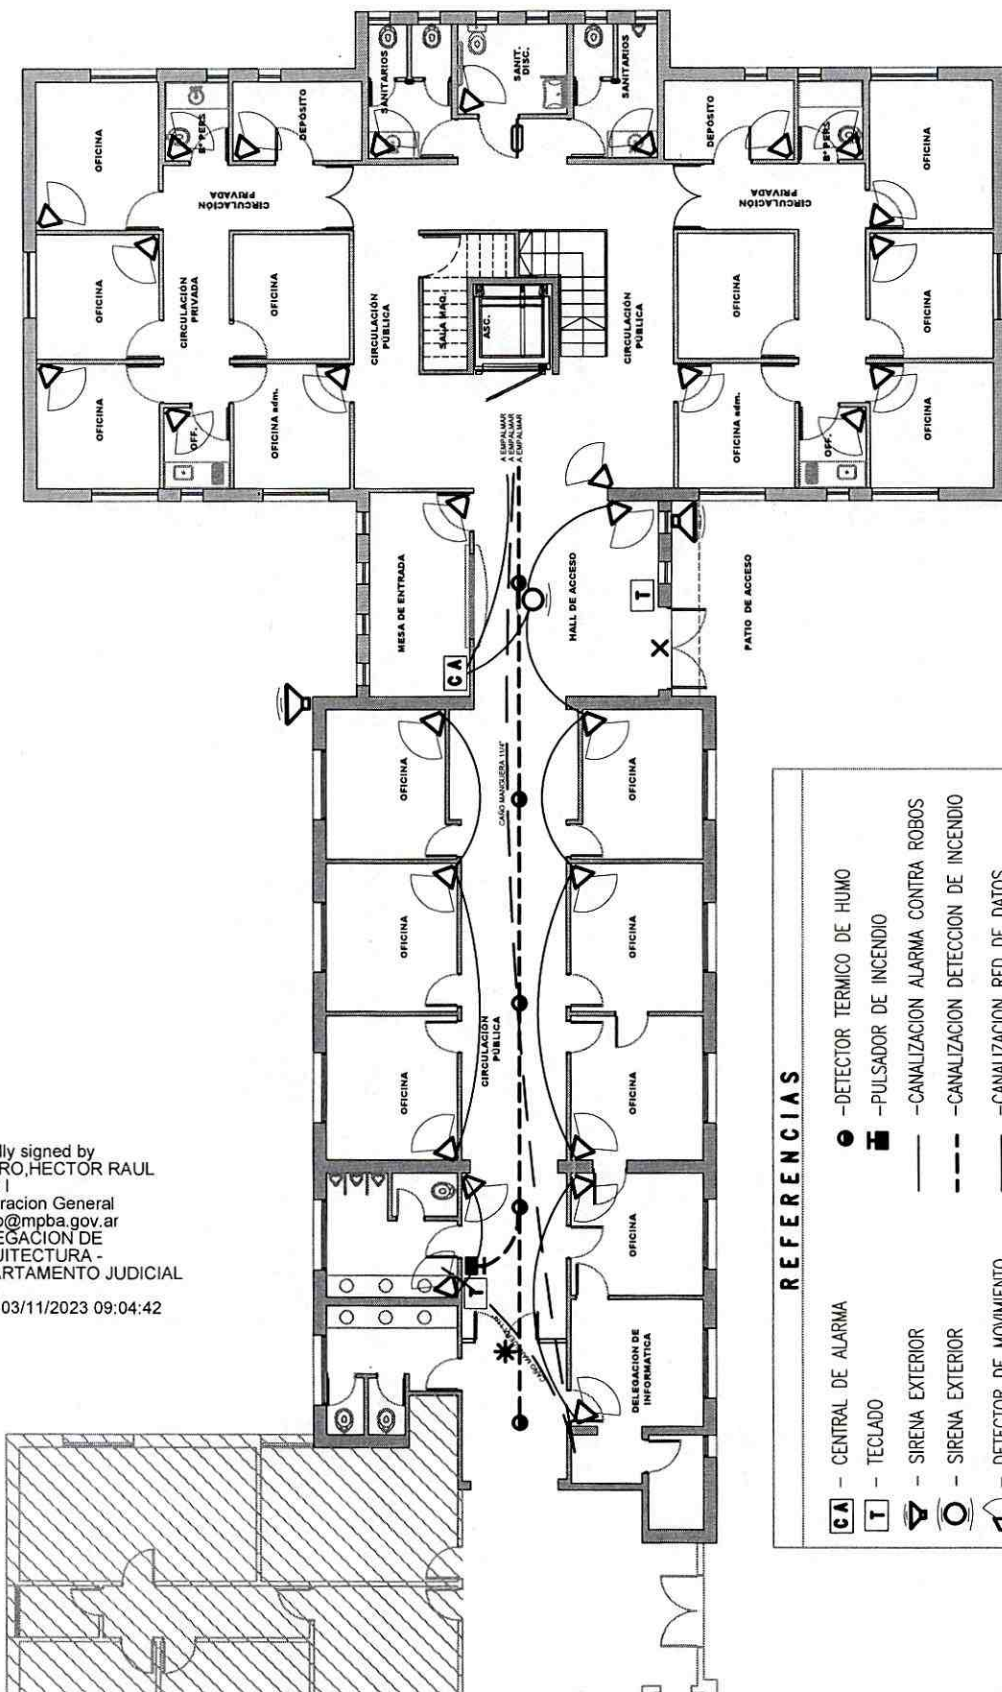 SANITARIOS
SANIT.
DISC.
SANITARIOS
OFICINA
Bº PERS
DEPÓSITO
DEPÓSITO
Bº PERS
OFICINA
CIRCULACIÓN
PRIVADA
CIRCULACIÓN
PRIVADA
OFICINA
CIRCULACIÓN
PRIVADA
OFICINA
CIRCULACIÓN
PÚBLICA
SALA MAQ.
ASC.
CIRCULACIÓN
PÚBLICA
OFICINA
OFICINA
OFICINA
OFF.
OFICINA adm.
A EMPALMAR
A EMPALMAR
A EMPALMAR
OFICINA adm.
OFF.
OFICINA
MESA DE ENTRADA
HALL DE ACCESO
T
PATIO DE ACCESO
CA
OFICINA
CAÑO MANGUERA 1 1/4"
OFICINA
OFICINA
OFICINA
OFICINA
CIRCULACIÓN
PÚBLICA
OFICINA
OFICINA
T
DELEGACION DE
INFORMATICA
lly signed by
RO,HECTOR RAUL
I
racion General
o@mpba.gov.ar
EGACION DE
UITECTURA -
ARTAMENTO JUDICIAL
03/11/2023 09:04:42
REFERENCIAS
CA - CENTRAL DE ALARMA
T - TECLADO
- SIRENA EXTERIOR
- SIRENA EXTERIOR
- DETECTOR DE MOVIMIENTO
-DETECTOR TERMICO DE HUMO
-PULSADOR DE INCENDIO
-CANALIZACION ALARMA CONTRA ROBOS
-CANALIZACION DETECCION DE INCENDIO
-CANALIZACION RED DE DATOS